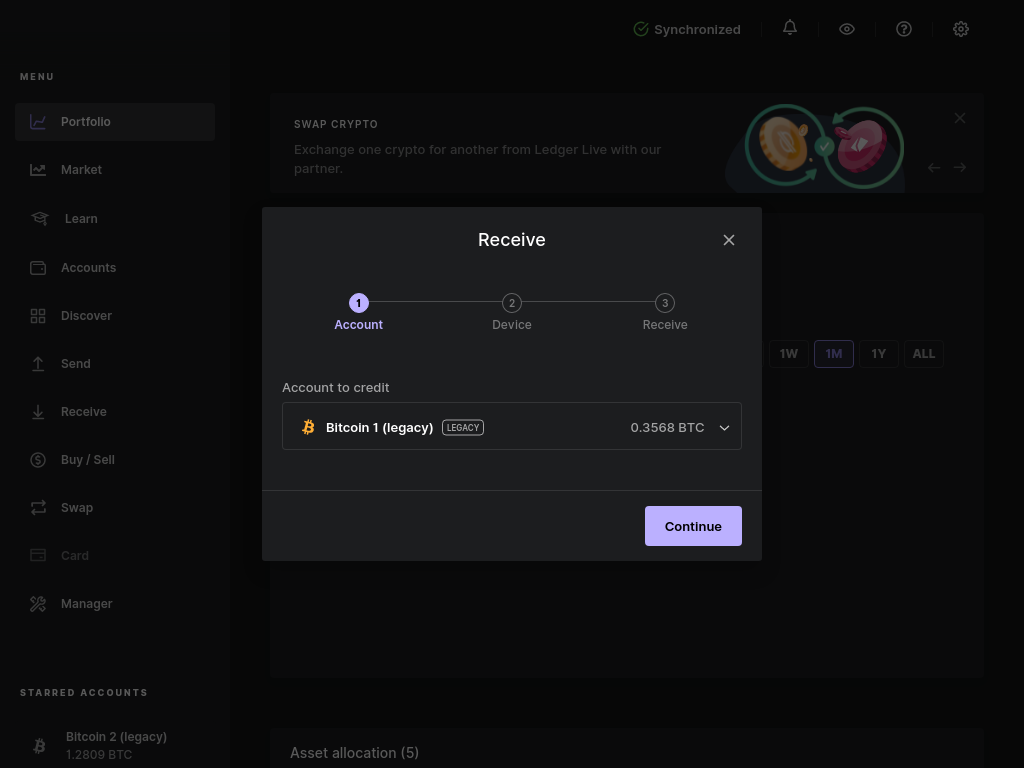 Synchronized
MENU
Portfolio
Market
Learn
Accounts
Discover
Send
Receive
Buy / Sell
Swap
Card
Manager
STARRED ACCOUNTS
Bitcoin 2 (legacy)
1.2809 BTC
SWAP CRYPTO
Exchange one crypto for another from Ledger Live with our
partner.
1W 1M 1Y ALL
Receive
1 2 3
Account Device Receive
Account to credit
Bitcoin 1 (legacy) LEGACY 0.3568 BTC
Continue
Asset allocation (5)